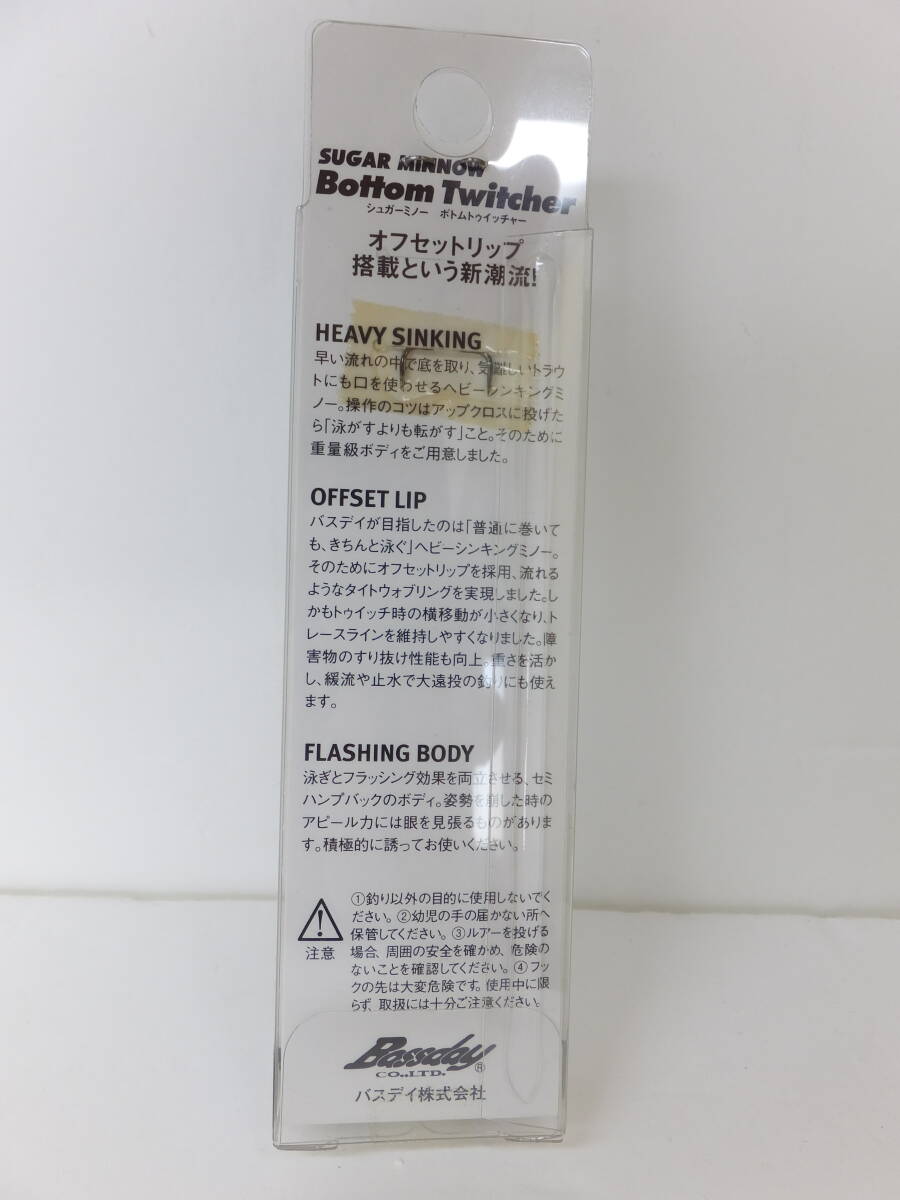 SUGAR MINNOW
Bottom Twitcher
シュガーミノー ボトムトゥイッチャー
オフセットリップ
搭載という新潮流!
HEAVY SINKING
早い流れの中で底を取り、気難しいトラウ
トにも口を使わせるヘビーシンキングミ
ノー。操作のコツはアップクロスに投げた
ら「泳がすよりも転がす」こと。そのために
重量級ボディをご用意しました。
OFFSET LIP
バスデイが目指したのは「普通に巻いて
も、きちんと泳ぐ」ヘビーシンキングミノー。
そのためにオフセットリップを採用、流れる
ようなタイトウォブリングを実現しました。し
かもトゥイッチ時の横移動が小さくなり、ト
レースラインを維持しやすくなりました。障
害物のすり抜け性能も向上。重さを活か
し、緩流や止水で大遠投の釣りにも使え
ます。
FLASHING BODY
泳ぎとフラッシング効果を両立させる、セミ
ハンプバックのボディ。姿勢を崩した時の
アピール力には眼を見張るものがありま
す。積極的に誘ってお使いください。
注意
①釣り以外の目的に使用しないでく
ださい。②幼児の手の届かない所へ
保管してください。③ルアーを投げる
場合、周囲の安全を確かめ、危険の
ないことを確認してください。④フッ
クの先は大変危険です。使用中に限
らず、取扱には十分ご注意ください。
Bassday®
CO.,LTD.
バスデイ株式会社